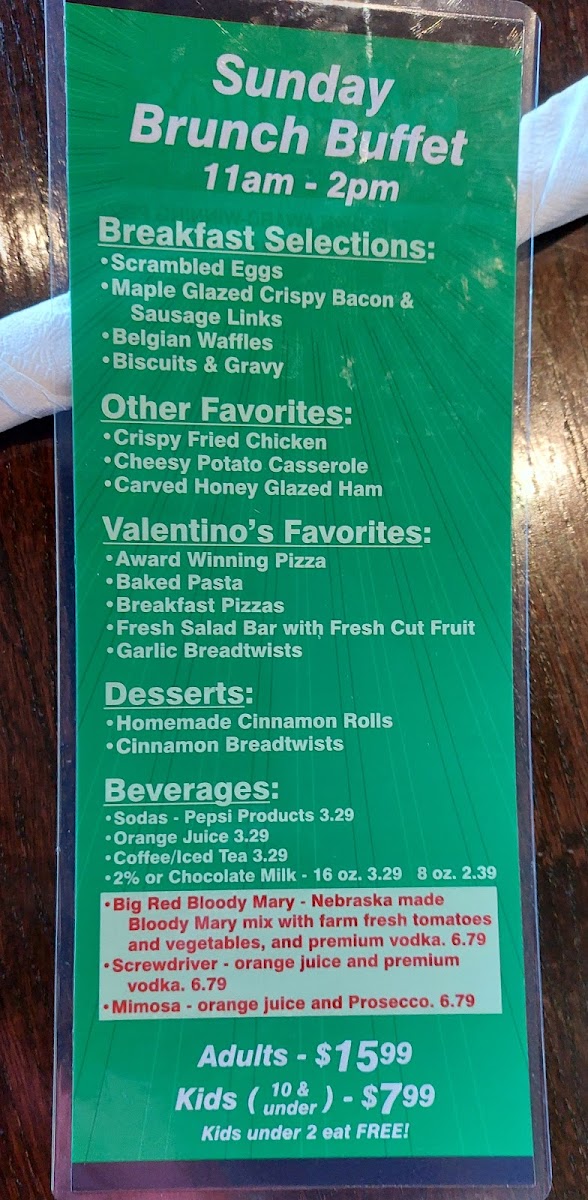 Sunday
Brunch Buffet
11am - 2pm
Breakfast Selections:
•Scrambled Eggs
•Maple Glazed Crispy Bacon &
Sausage Links
•Belgian Waffles
•Biscuits & Gravy
Other Favorites:
•Crispy Fried Chicken
•Cheesy Potato Casserole
•Carved Honey Glazed Ham
Valentino's Favorites:
•Award Winning Pizza
•Baked Pasta
•Breakfast Pizzas
•Fresh Salad Bar with Fresh Cut Fruit
•Garlic Breadtwists
Desserts:
•Homemade Cinnamon Rolls
•Cinnamon Breadtwists
Beverages:
•Sodas - Pepsi Products 3.29
•Orange Juice 3.29
•Coffee/Iced Tea 3.29
•2% or Chocolate Milk - 16 oz. 3.29 8 oz. 2.39
•Big Red Bloody Mary - Nebraska made
Bloody Mary mix with farm fresh tomatoes
and vegetables, and premium vodka. 6.79
•Screwdriver - orange juice and premium
vodka. 6.79
•Mimosa - orange juice and Prosecco. 6.79
Adults - $1599
Kids ( 10 & under ) - $799
Kids under 2 eat FREE!